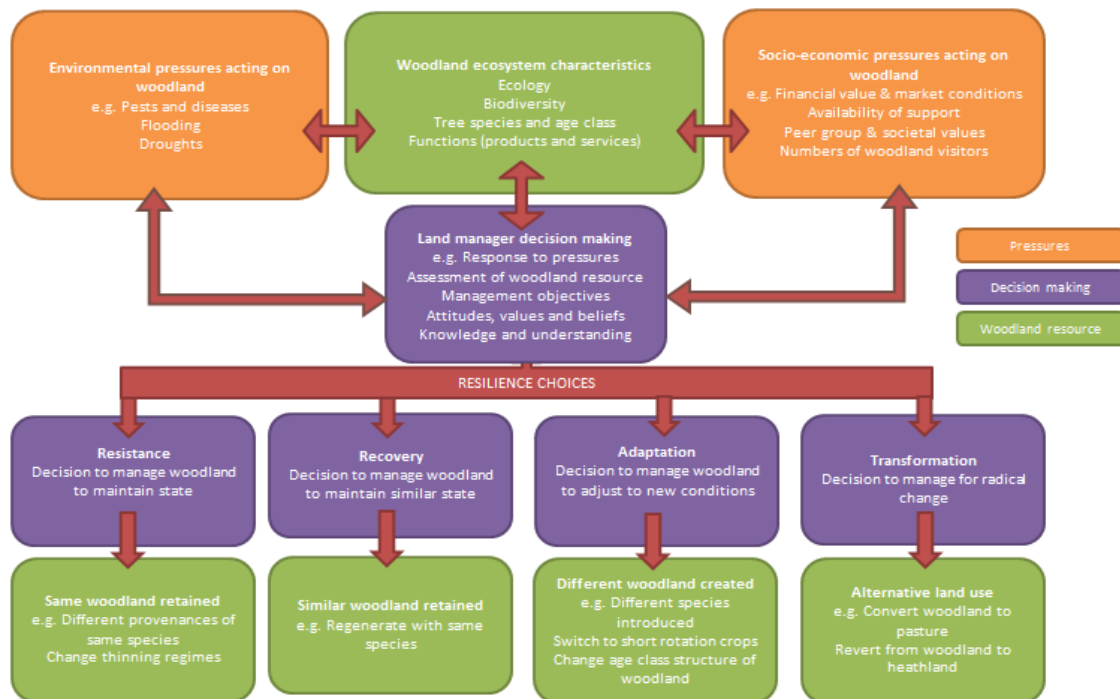 Environmental pressures acting on
woodland
e.g. Pests and diseases
Flooding
Droughts
Woodland ecosystem characteristics
Ecology
Biodiversity
Tree species and age class
Functions (products and services)
Socio-economic pressures acting on
woodland
e.g. Financial value & market conditions
Availability of support
Peer group & societal values
Numbers of woodland visitors
Land manager decision making
e.g. Response to pressures
Assessment of woodland resource
Management objectives
Attitudes, values and beliefs
Knowledge and understanding
Pressures
Decision making
Woodland resource
RESILIENCE CHOICES
Resistance
Decision to manage woodland
to maintain state
Recovery
Decision to manage woodland
to maintain similar state
Adaptation
Decision to manage woodland
to adjust to new conditions
Transformation
Decision to manage for radical
change
Same woodland retained
e.g. Different provenances of
same species
Change thinning regimes
Similar woodland retained
e.g. Regenerate with same
species
Different woodland created
e.g. Different species
introduced
Switch to short rotation crops
Change age class structure of
woodland
Alternative land use
e.g. Convert woodland to
pasture
Revert from woodland to
heathland